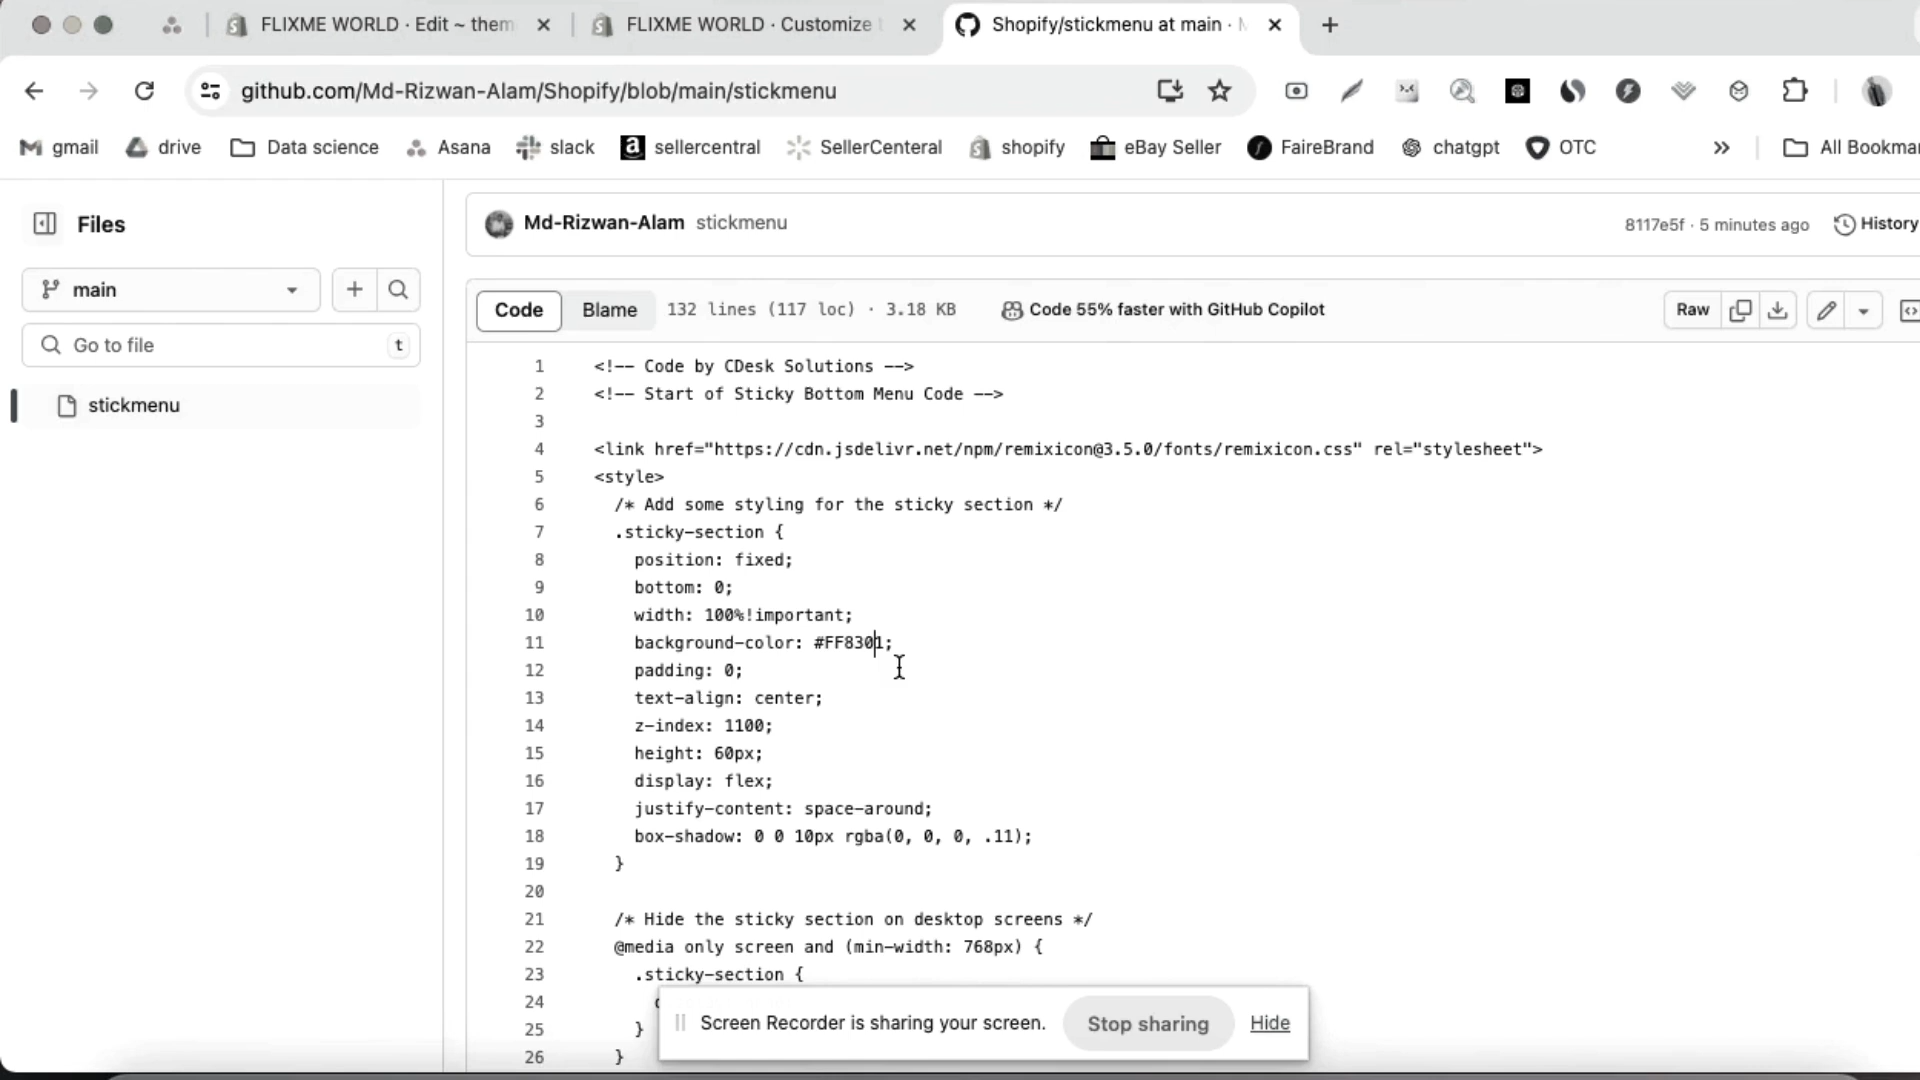 FLIXME WORLD · Edit ~ them
FLIXME WORLD · Customize
Shopify/stickmenu at main ·
github.com/Md-Rizwan-Alam/Shopify/blob/main/stickmenu
gmail drive Data science Asana slack sellercentral SellerCenteral shopify eBay Seller FaireBrand chatgpt OTC » All Bookmar
Files
Md-Rizwan-Alam stickmenu
8117e5f · 5 minutes ago History
main
Go to file t
stickmenu
Code Blame 132 lines (117 loc) · 3.18 KB Code 55% faster with GitHub Copilot Raw
1 <!-- Code by CDesk Solutions -->
2 <!-- Start of Sticky Bottom Menu Code -->
3
4 <link href="https://cdn.jsdelivr.net/npm/remixicon@3.5.0/fonts/remixicon.css" rel="stylesheet">
5 <style>
6 /* Add some styling for the sticky section */
7 .sticky-section {
8 position: fixed;
9 bottom: 0;
10 width: 100%!important;
11 background-color: #FF8301;
12 padding: 0;
13 text-align: center;
14 z-index: 1100;
15 height: 60px;
16 display: flex;
17 justify-content: space-around;
18 box-shadow: 0 0 10px rgba(0, 0, 0, .11);
19 }
20
21 /* Hide the sticky section on desktop screens */
22 @media only screen and (min-width: 768px) {
23 .sticky-section {
24
25 }
26 }
Screen Recorder is sharing your screen. Stop sharing Hide